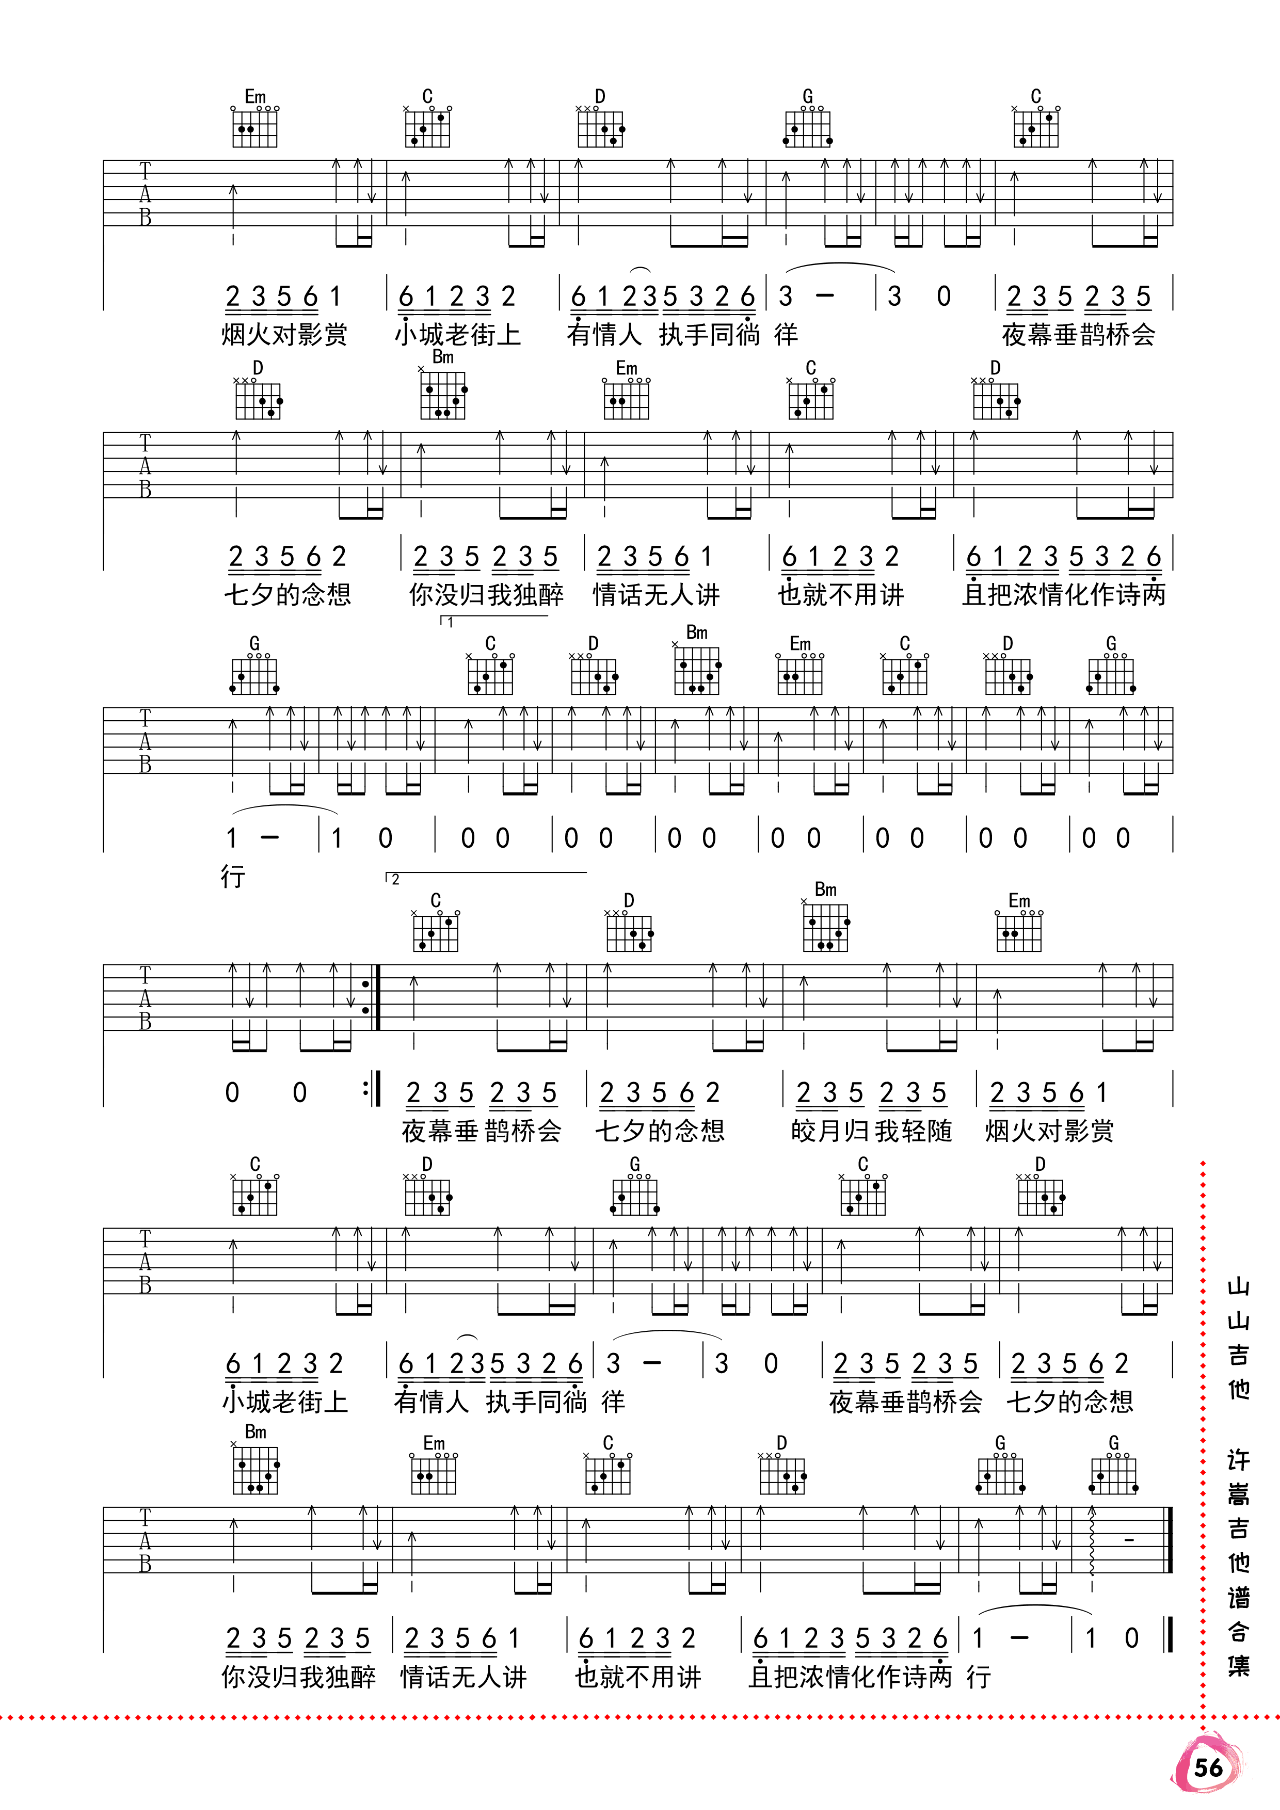 Em C D G C
T
A
B
2 3 5 6 1 6 1 2 3 2 6 1 2 3 5 3 2 6 3 – 3 0 2 3 5 2 3 5
烟火对影赏 小城老街上 有情人 执手同徜 徉 夜幕垂鹊桥会
D Bm Em C D
T
A
B
2 3 5 6 2 2 3 5 2 3 5 2 3 5 6 1 6 1 2 3 2 6 1 2 3 5 3 2 6
七夕的念想 你没归我独醉 情话无人讲 也就不用讲 且把浓情化作诗两
1
G C D Bm Em C D G
T
A
B
1 – 1 0 0 0 0 0 0 0 0 0 0 0 0 0 0 0
行
2
C D Bm Em
T
A
B
0 0 2 3 5 2 3 5 2 3 5 6 2 2 3 5 2 3 5 2 3 5 6 1
夜幕垂 鹊桥会 七夕的念想 皎月归 我轻随 烟火对影赏
C D G C D
T
A
B
6 1 2 3 2 6 1 2 3 5 3 2 6 3 – 3 0 2 3 5 2 3 5 2 3 5 6 2
小城老街上 有情人 执手同徜 徉 夜幕垂鹊桥会 七夕的念想
Bm Em C D G G
T
A
B
2 3 5 2 3 5 2 3 5 6 1 6 1 2 3 2 6 1 2 3 5 3 2 6 1 – 1 0
你没归我独醉 情话无人讲 也就不用讲 且把浓情化作诗两 行
山山吉他 许嵩吉他谱合集
56